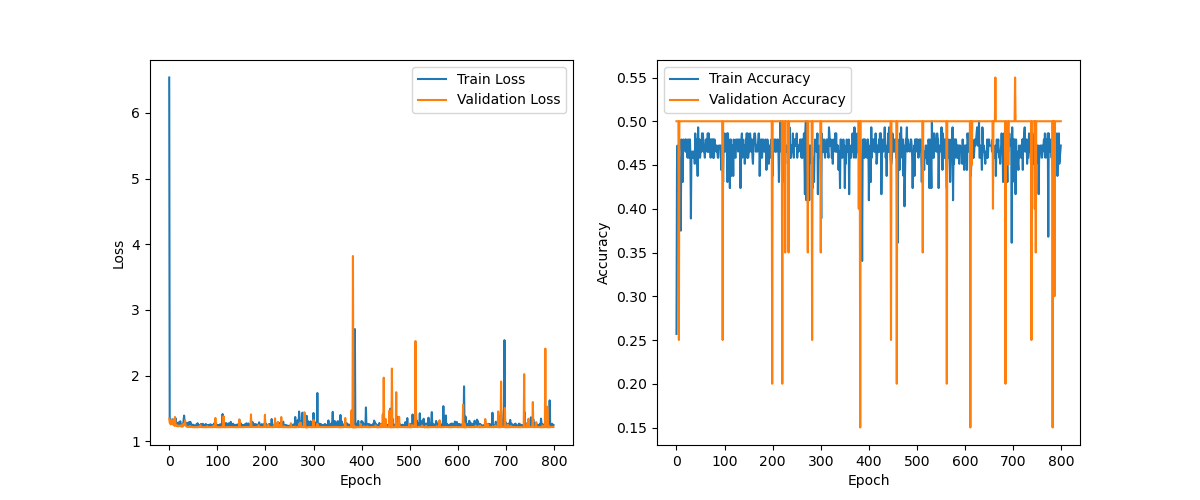 Train Loss
Validation Loss
6
5
4
3
2
1
Loss
0 100 200 300 400 500 600 700 800
Epoch
Train Accuracy
Validation Accuracy
0.55
0.50
0.45
0.40
0.35
0.30
0.25
0.20
0.15
Accuracy
0 100 200 300 400 500 600 700 800
Epoch